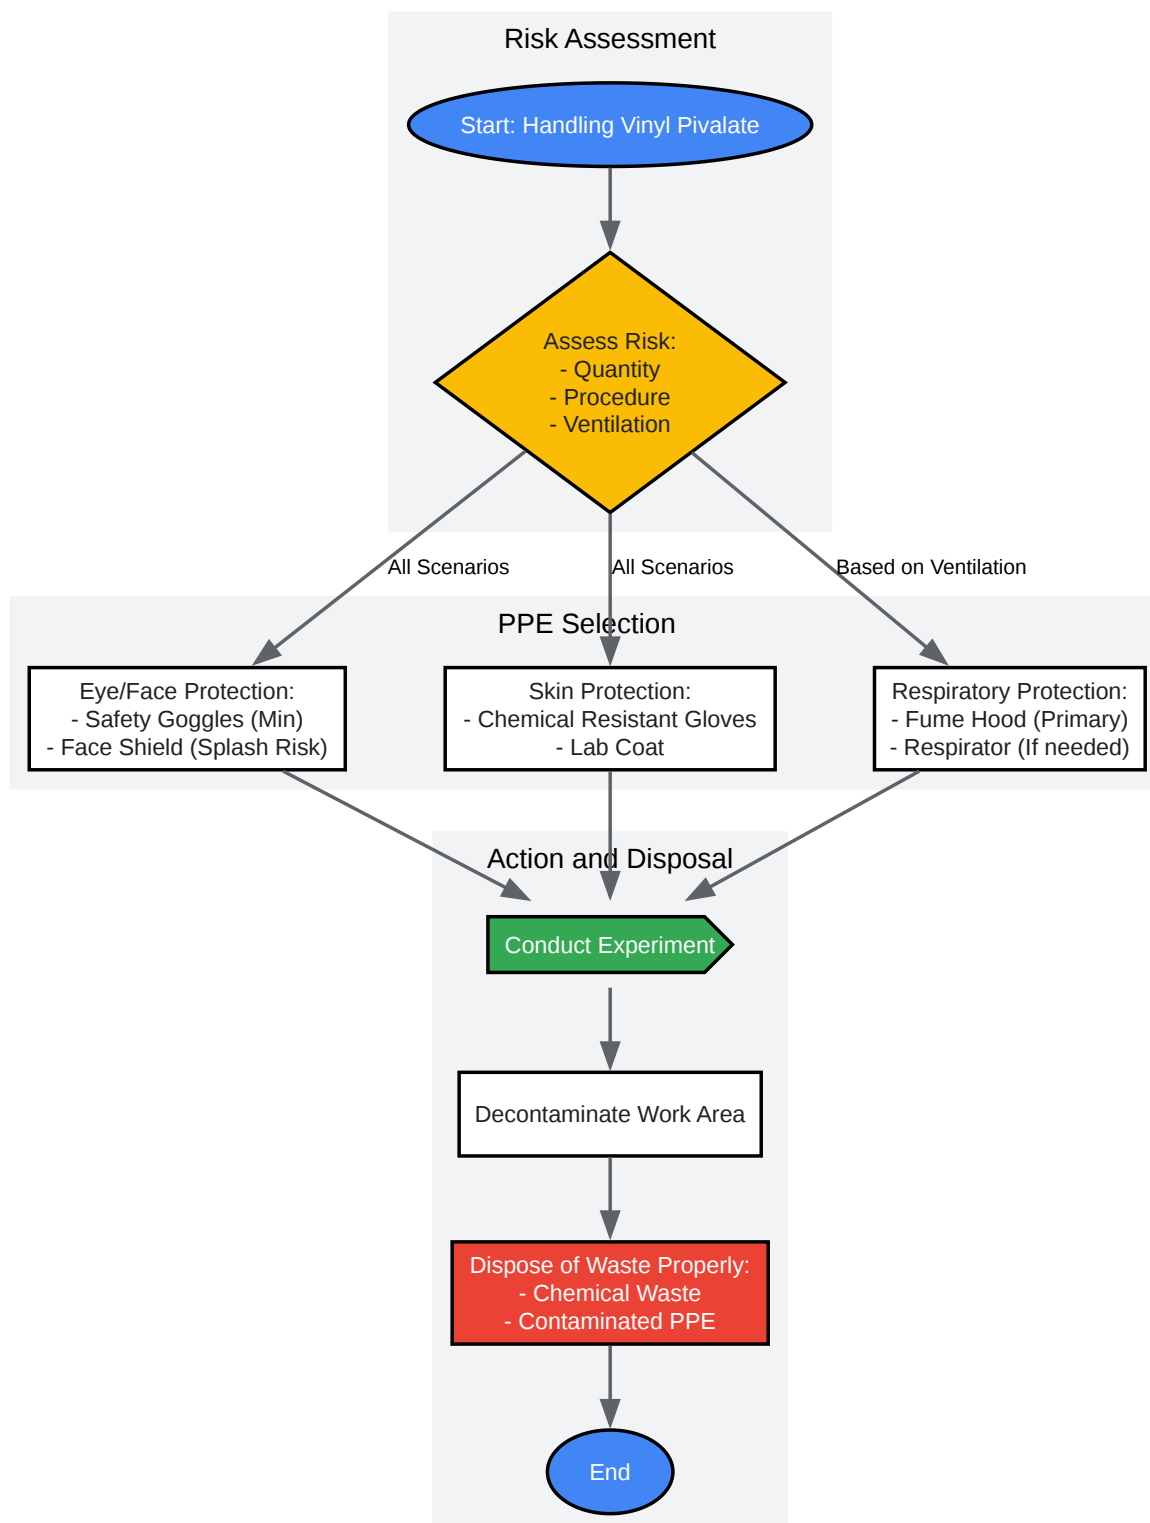 Risk Assessment
Start: Handling Vinyl Pivalate
Assess Risk:
- Quantity
- Procedure
- Ventilation
All Scenarios
All Scenarios
Based on Ventilation
PPE Selection
Eye/Face Protection:
- Safety Goggles (Min)
- Face Shield (Splash Risk)
Skin Protection:
- Chemical Resistant Gloves
- Lab Coat
Respiratory Protection:
- Fume Hood (Primary)
- Respirator (If needed)
Action and Disposal
Conduct Experiment
Decontaminate Work Area
Dispose of Waste Properly:
- Chemical Waste
- Contaminated PPE
End